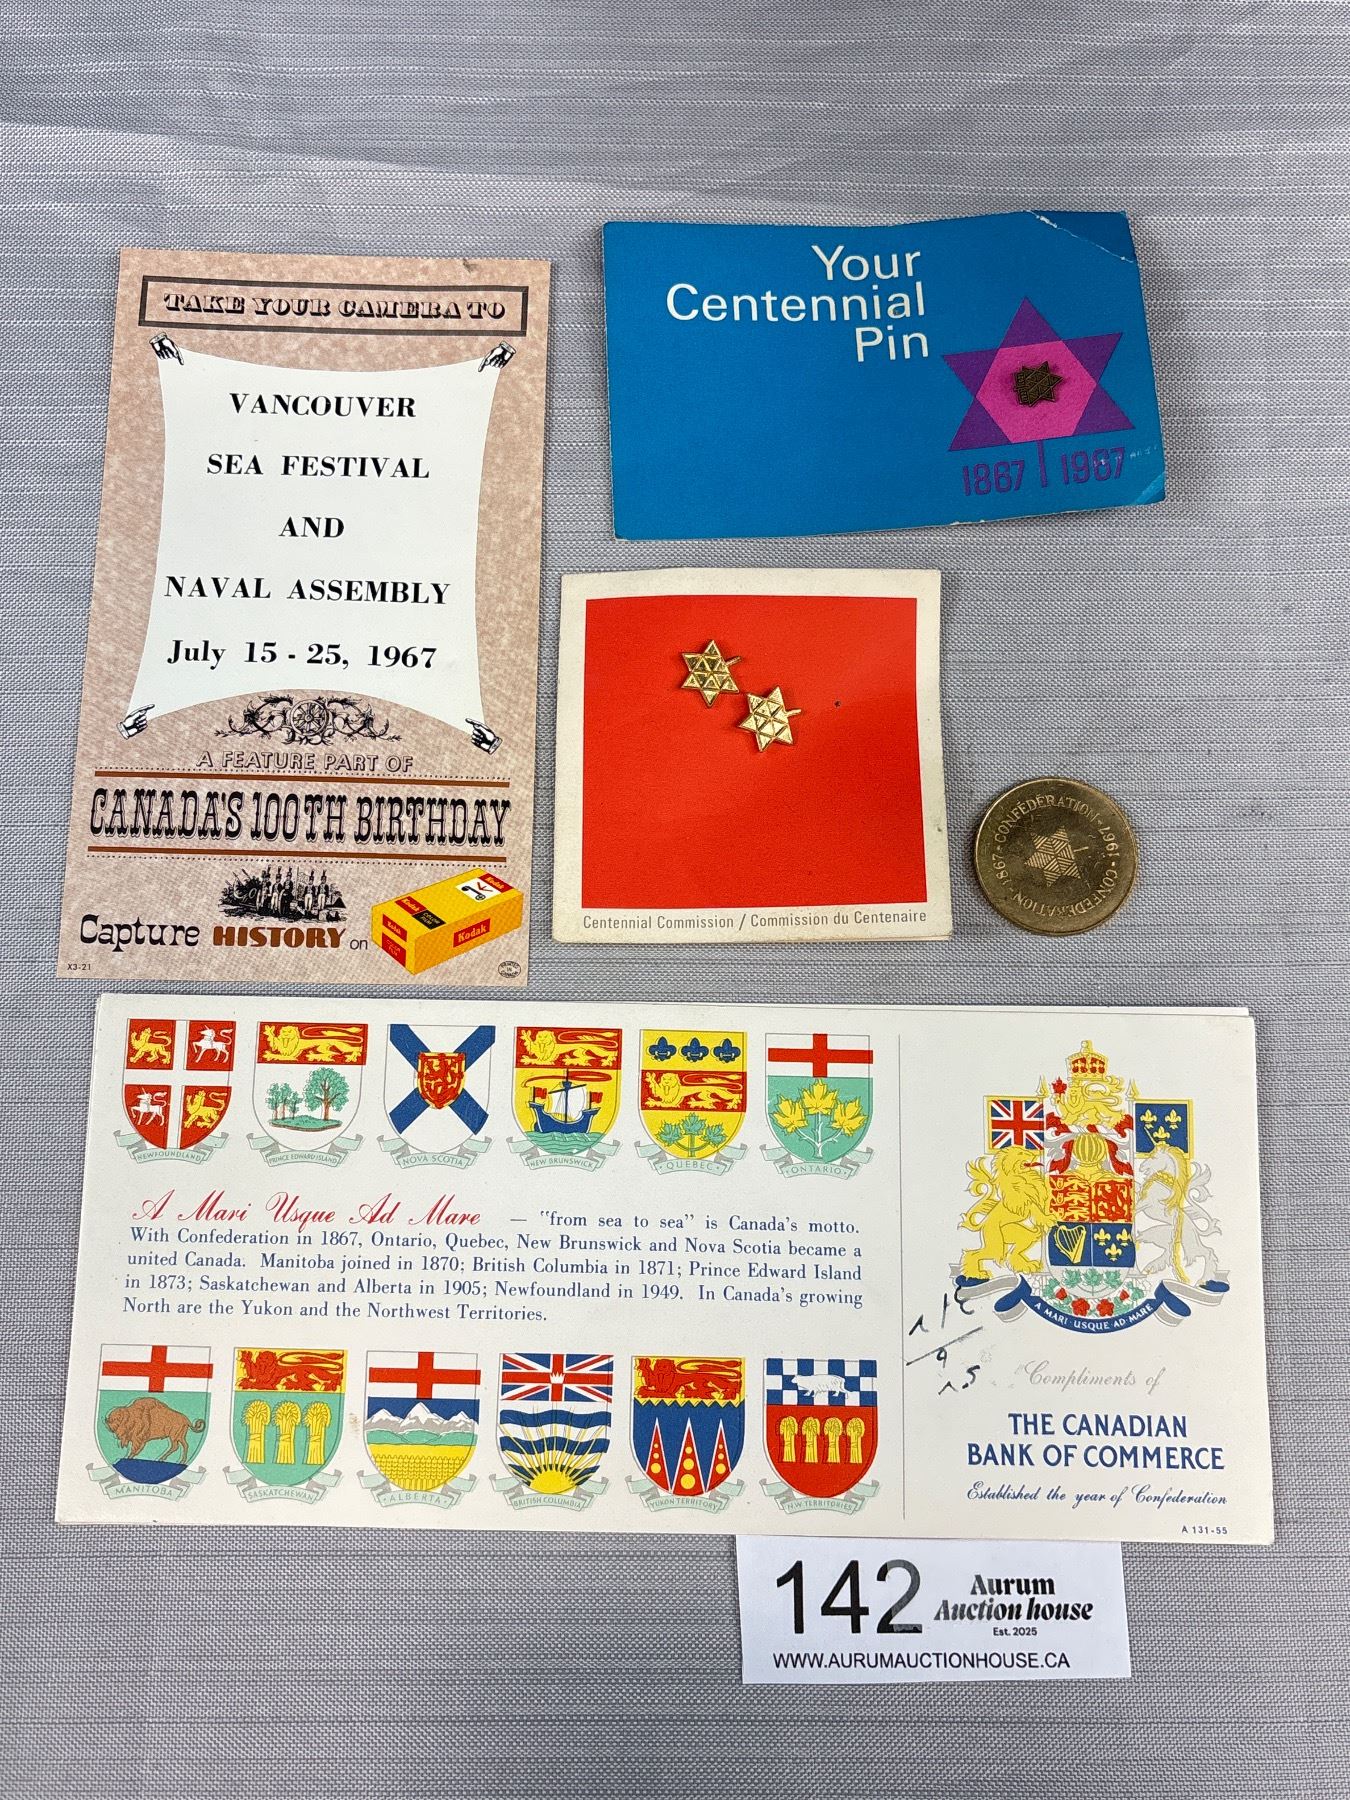 TAKE YOUR CAMERA TO
VANCOUVER
SEA FESTIVAL
AND
NAVAL ASSEMBLY
July 15 - 25, 1967
A FEATURE PART OF
CANADA'S 100TH BIRTHDAY
Capture HISTORY on
Kodak
Kodak
Kodak
Kodak
X3-21
Your
Centennial
Pin
1867 1967
Centennial Commission / Commission du Centenaire
1867 · CONFEDERATION · 1967 · CONFÉDÉRATION
NEWFOUNDLAND
PRINCE EDWARD ISLAND
NOVA SCOTIA
NEW BRUNSWICK
QUEBEC
ONTARIO
A Mari Usque Ad Mare — "from sea to sea" is Canada's motto.
With Confederation in 1867, Ontario, Quebec, New Brunswick and Nova Scotia became a
united Canada. Manitoba joined in 1870; British Columbia in 1871; Prince Edward Island
in 1873; Saskatchewan and Alberta in 1905; Newfoundland in 1949. In Canada's growing
North are the Yukon and the Northwest Territories.
MANITOBA
SASKATCHEWAN
ALBERTA
BRITISH COLUMBIA
YUKON TERRITORY
N.W. TERRITORIES
A MARI · USQUE · AD · MARE
Compliments of
THE CANADIAN
BANK OF COMMERCE
Established the year of Confederation
A 131-55
142 Aurum
Auction house
Est. 2025
WWW.AURUMAUCTIONHOUSE.CA